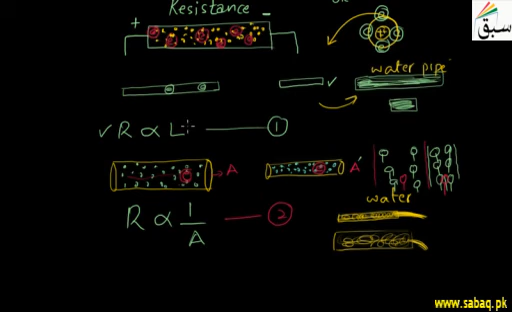 Resistance
+ -
سبق
water pipe
✓ R ∝ L ①
A A'
R ∝ 1/A ②
water
www.sabaq.pk